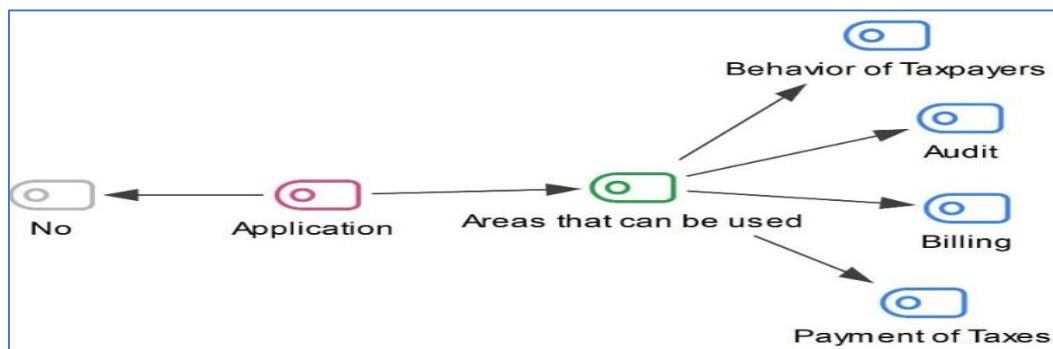 Behavior of Taxpayers
Audit
No
Application
Areas that can be used
Billing
Payment of Taxes